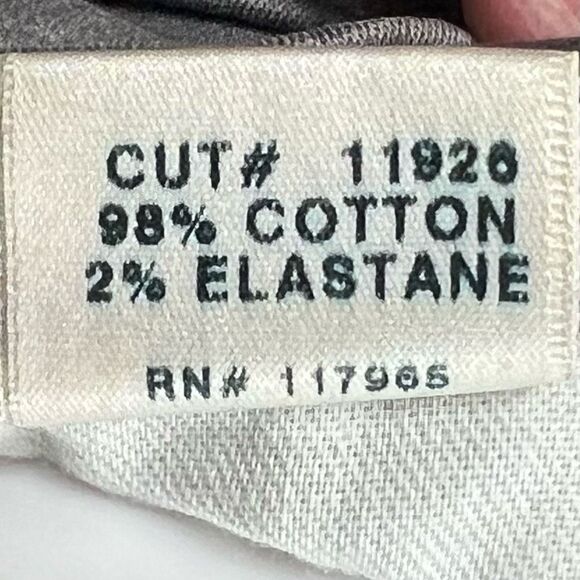 CUT# 11926
98% COTTON
2% ELASTANE
RN# 117965